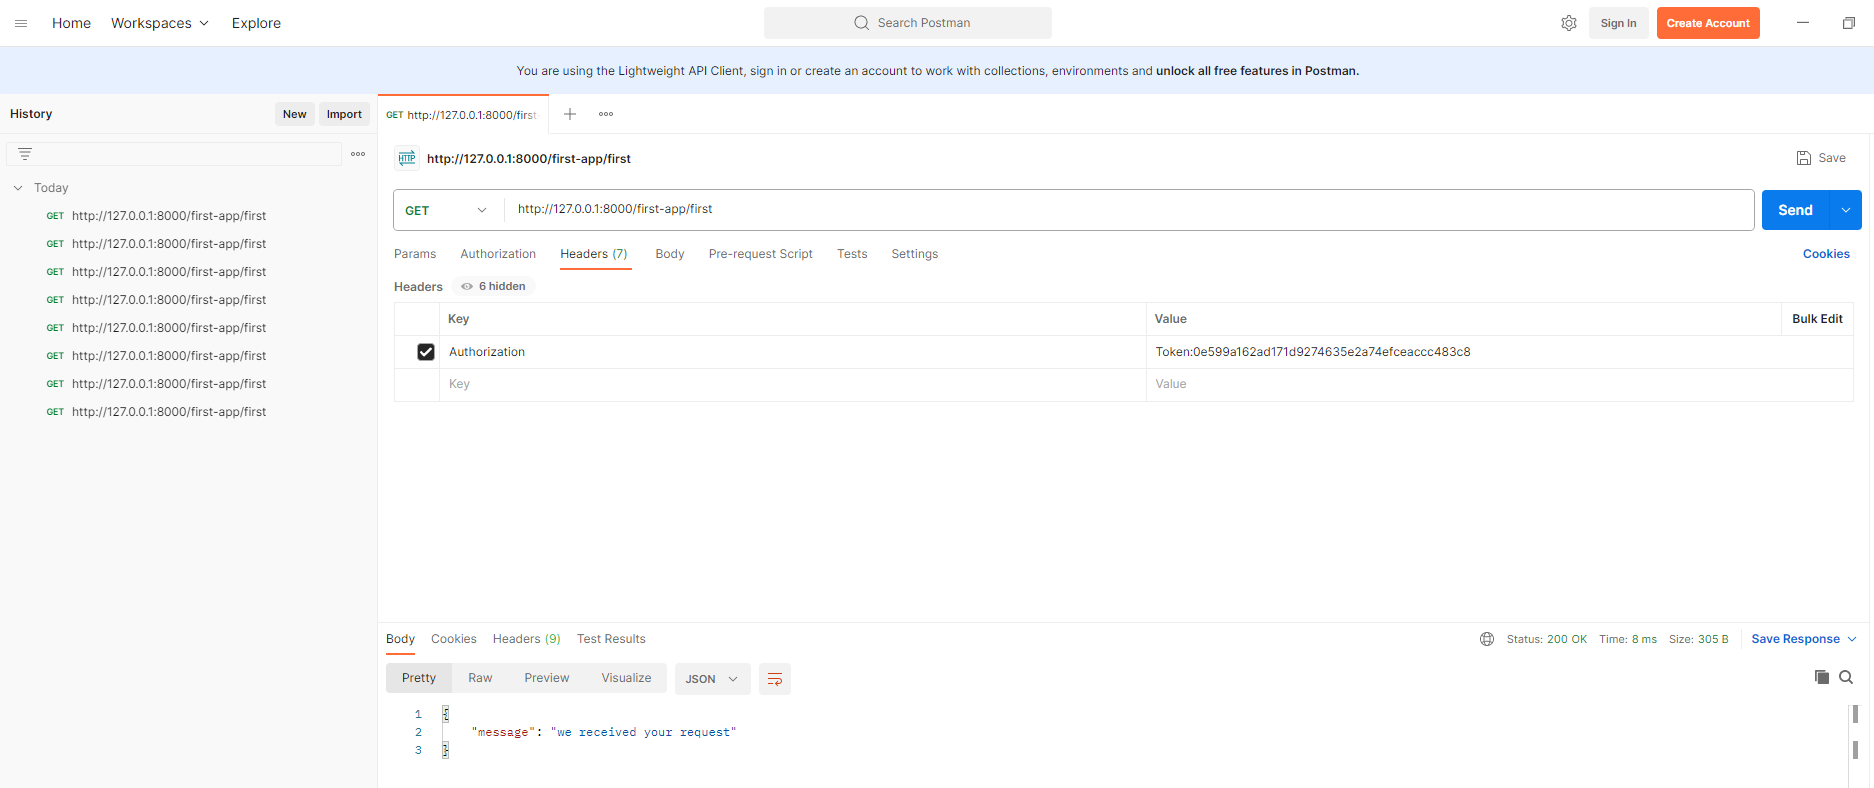 Home Workspaces Explore Search Postman Sign In Create Account
You are using the Lightweight API Client, sign in or create an account to work with collections, environments and unlock all free features in Postman.
History New Import
GET http://127.0.0.1:8000/first
Today
GET http://127.0.0.1:8000/first-app/first
GET http://127.0.0.1:8000/first-app/first
GET http://127.0.0.1:8000/first-app/first
GET http://127.0.0.1:8000/first-app/first
GET http://127.0.0.1:8000/first-app/first
GET http://127.0.0.1:8000/first-app/first
GET http://127.0.0.1:8000/first-app/first
GET http://127.0.0.1:8000/first-app/first
HTTP http://127.0.0.1:8000/first-app/first Save
GET http://127.0.0.1:8000/first-app/first Send
Params Authorization Headers (7) Body Pre-request Script Tests Settings Cookies
Headers 6 hidden
Key Value Bulk Edit
Authorization Token:0e599a162ad171d9274635e2a74efceaccc483c8
Key Value
Body Cookies Headers (9) Test Results Status: 200 OK Time: 8 ms Size: 305 B Save Response
Pretty Raw Preview Visualize JSON
1 {
2 "message": "we received your request"
3 }